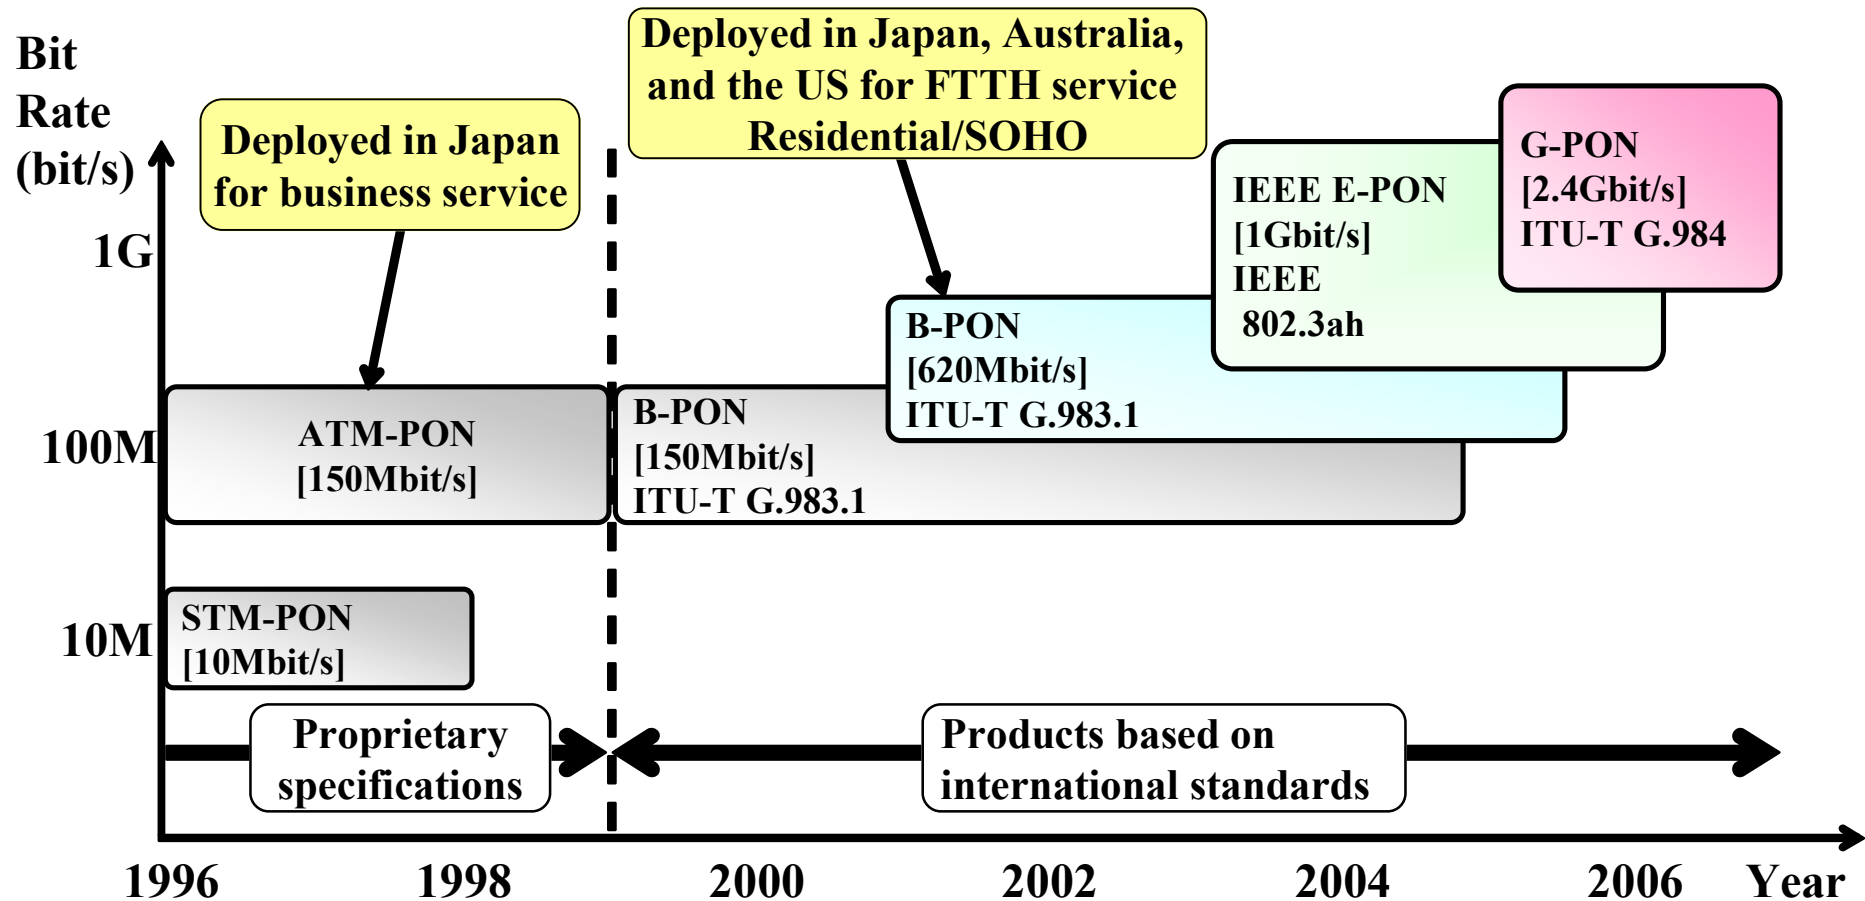 Bit
Rate
(bit/s)
Deployed in Japan
for business service
Deployed in Japan, Australia,
and the US for FTTH service
Residential/SOHO
G-PON
[2.4Gbit/s]
ITU-T G.984
IEEE E-PON
[1Gbit/s]
IEEE
802.3ah
1G
B-PON
[620Mbit/s]
ITU-T G.983.1
100M
ATM-PON
[150Mbit/s]
B-PON
[150Mbit/s]
ITU-T G.983.1
10M
STM-PON
[10Mbit/s]
Proprietary
specifications
Products based on
international standards
1996 1998 2000 2002 2004 2006 Year